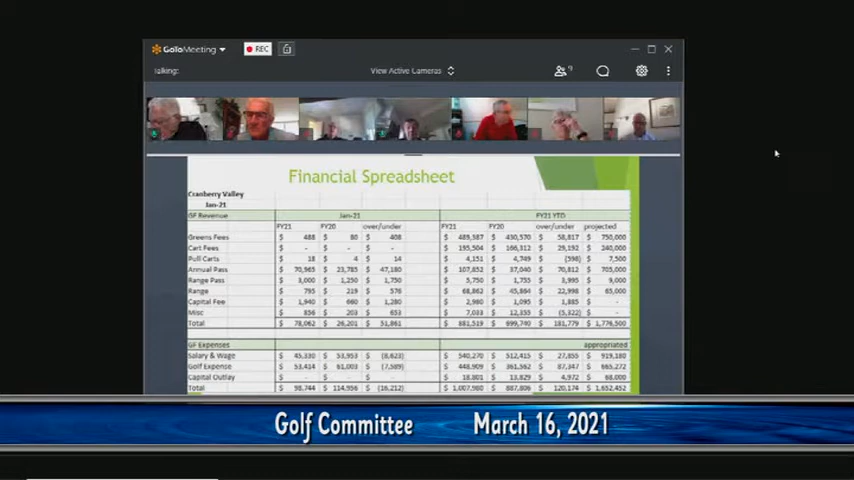 GoToMeeting REC
Talking: View Active Cameras 9
Financial Spreadsheet
Cranberry Valley
Jan-21
GF Revenue Jan-21 FY21 YTD
FY21 FY20 over/under FY21 FY20 over/under projected
Greens Fees $ 488 $ 80 $ 408 $ 489,587 $ 430,570 $ 58,817 $ 750,000
Cart Fees $ - $ - $ - $ 195,504 $ 166,312 $ 29,192 $ 240,000
Pull Carts $ 18 $ 4 $ 14 $ 4,151 $ 4,749 $ (598) $ 7,500
Annual Pass $ 70,965 $ 23,785 $ 47,180 $ 107,852 $ 37,040 $ 70,812 $ 705,000
Range Pass $ 3,000 $ 1,250 $ 1,750 $ 5,750 $ 1,755 $ 3,995 $ 9,000
Range $ 795 $ 219 $ 576 $ 68,862 $ 45,864 $ 22,998 $ 65,000
Capital Fee $ 1,940 $ 660 $ 1,280 $ 2,980 $ 1,095 $ 1,885 $ -
Misc $ 856 $ 203 $ 653 $ 7,033 $ 12,355 $ (5,322) $ -
Total $ 78,062 $ 26,201 $ 51,861 $ 881,519 $ 699,740 $ 181,779 $ 1,776,500
GF Expenses appropriated
Salary & Wage $ 45,330 $ 53,953 $ (8,623) $ 540,270 $ 512,415 $ 27,855 $ 919,180
Golf Expense $ 53,414 $ 61,003 $ (7,589) $ 448,909 $ 361,562 $ 87,347 $ 665,272
Capital Outlay $ $ $ $ 18,801 $ 13,829 $ 4,972 $ 68,000
Total $ 98,744 $ 114,956 $ (16,212) $ 1,007,980 $ 887,806 $ 120,174 $ 1,652,452
Golf Committee March 16, 2021